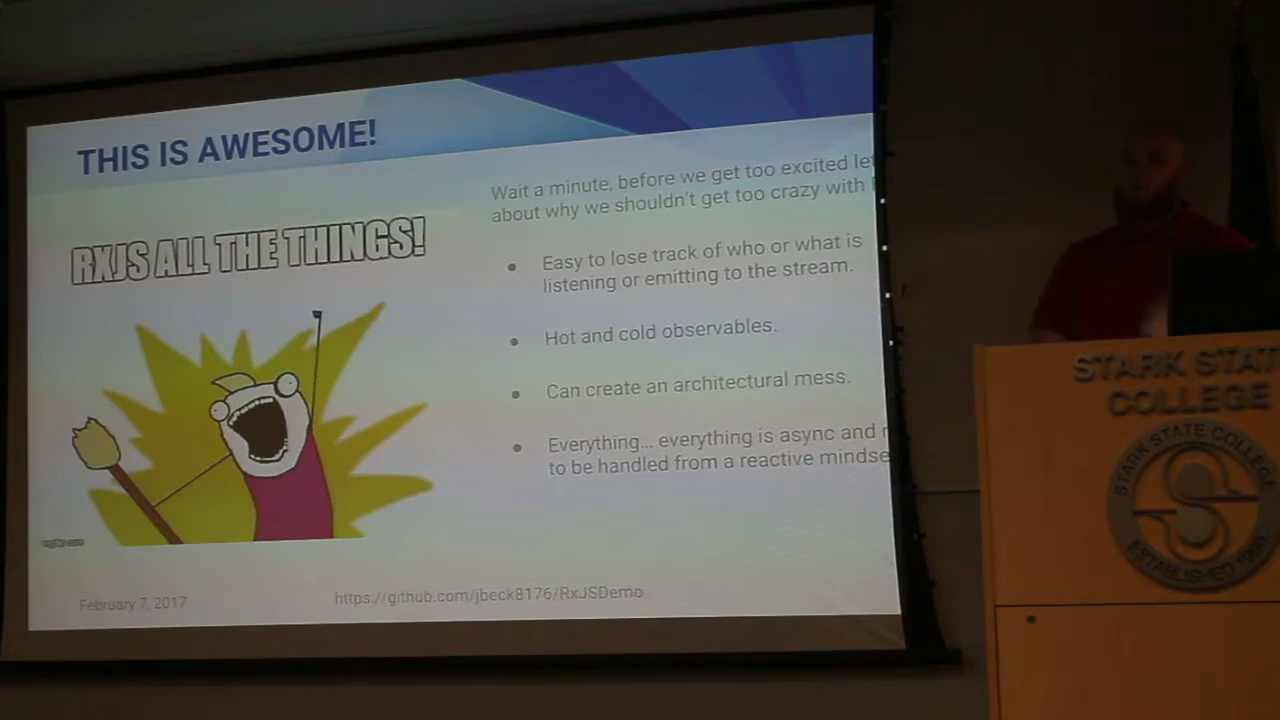 THIS IS AWESOME!
RXJS ALL THE THINGS!
Wait a minute, before we get too excited
about why we shouldn't get too crazy with
Easy to lose track of who or what is
listening or emitting to the stream.
Hot and cold observables.
Can create an architectural mess.
Everything... everything is async and
to be handled from a reactive
February 7, 2017
https://github.com/jbeck8176/RxJSDemo
STARK
COLLEGE
STARK STATE COLLEGE
ESTABLISHED 1960